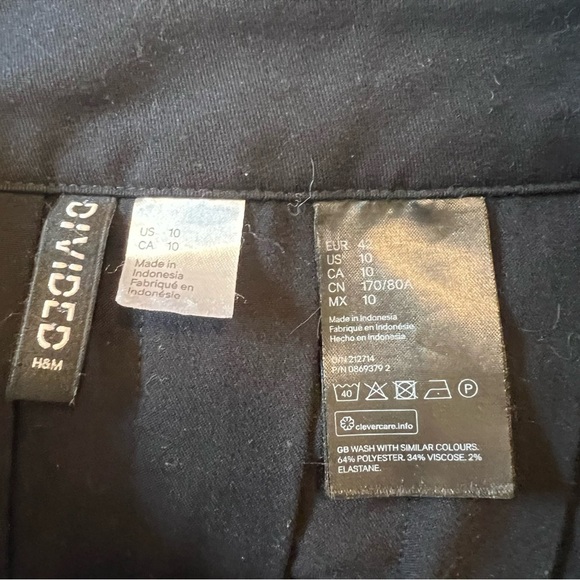 DIVIDED
H&M
US 10
CA 10
Made in
Indonesia
Fabriqué en
Indonésie
EUR 42
US 10
CA 10
CN 170/80A
MX 10
Made in Indonesia
Fabriqué en Indonésie
Hecho en Indonesia
O/N 212714
P/N 0869379 2
40
P
clevercare.info
GB WASH WITH SIMILAR COLOURS.
64% POLYESTER. 34% VISCOSE. 2%
ELASTANE.